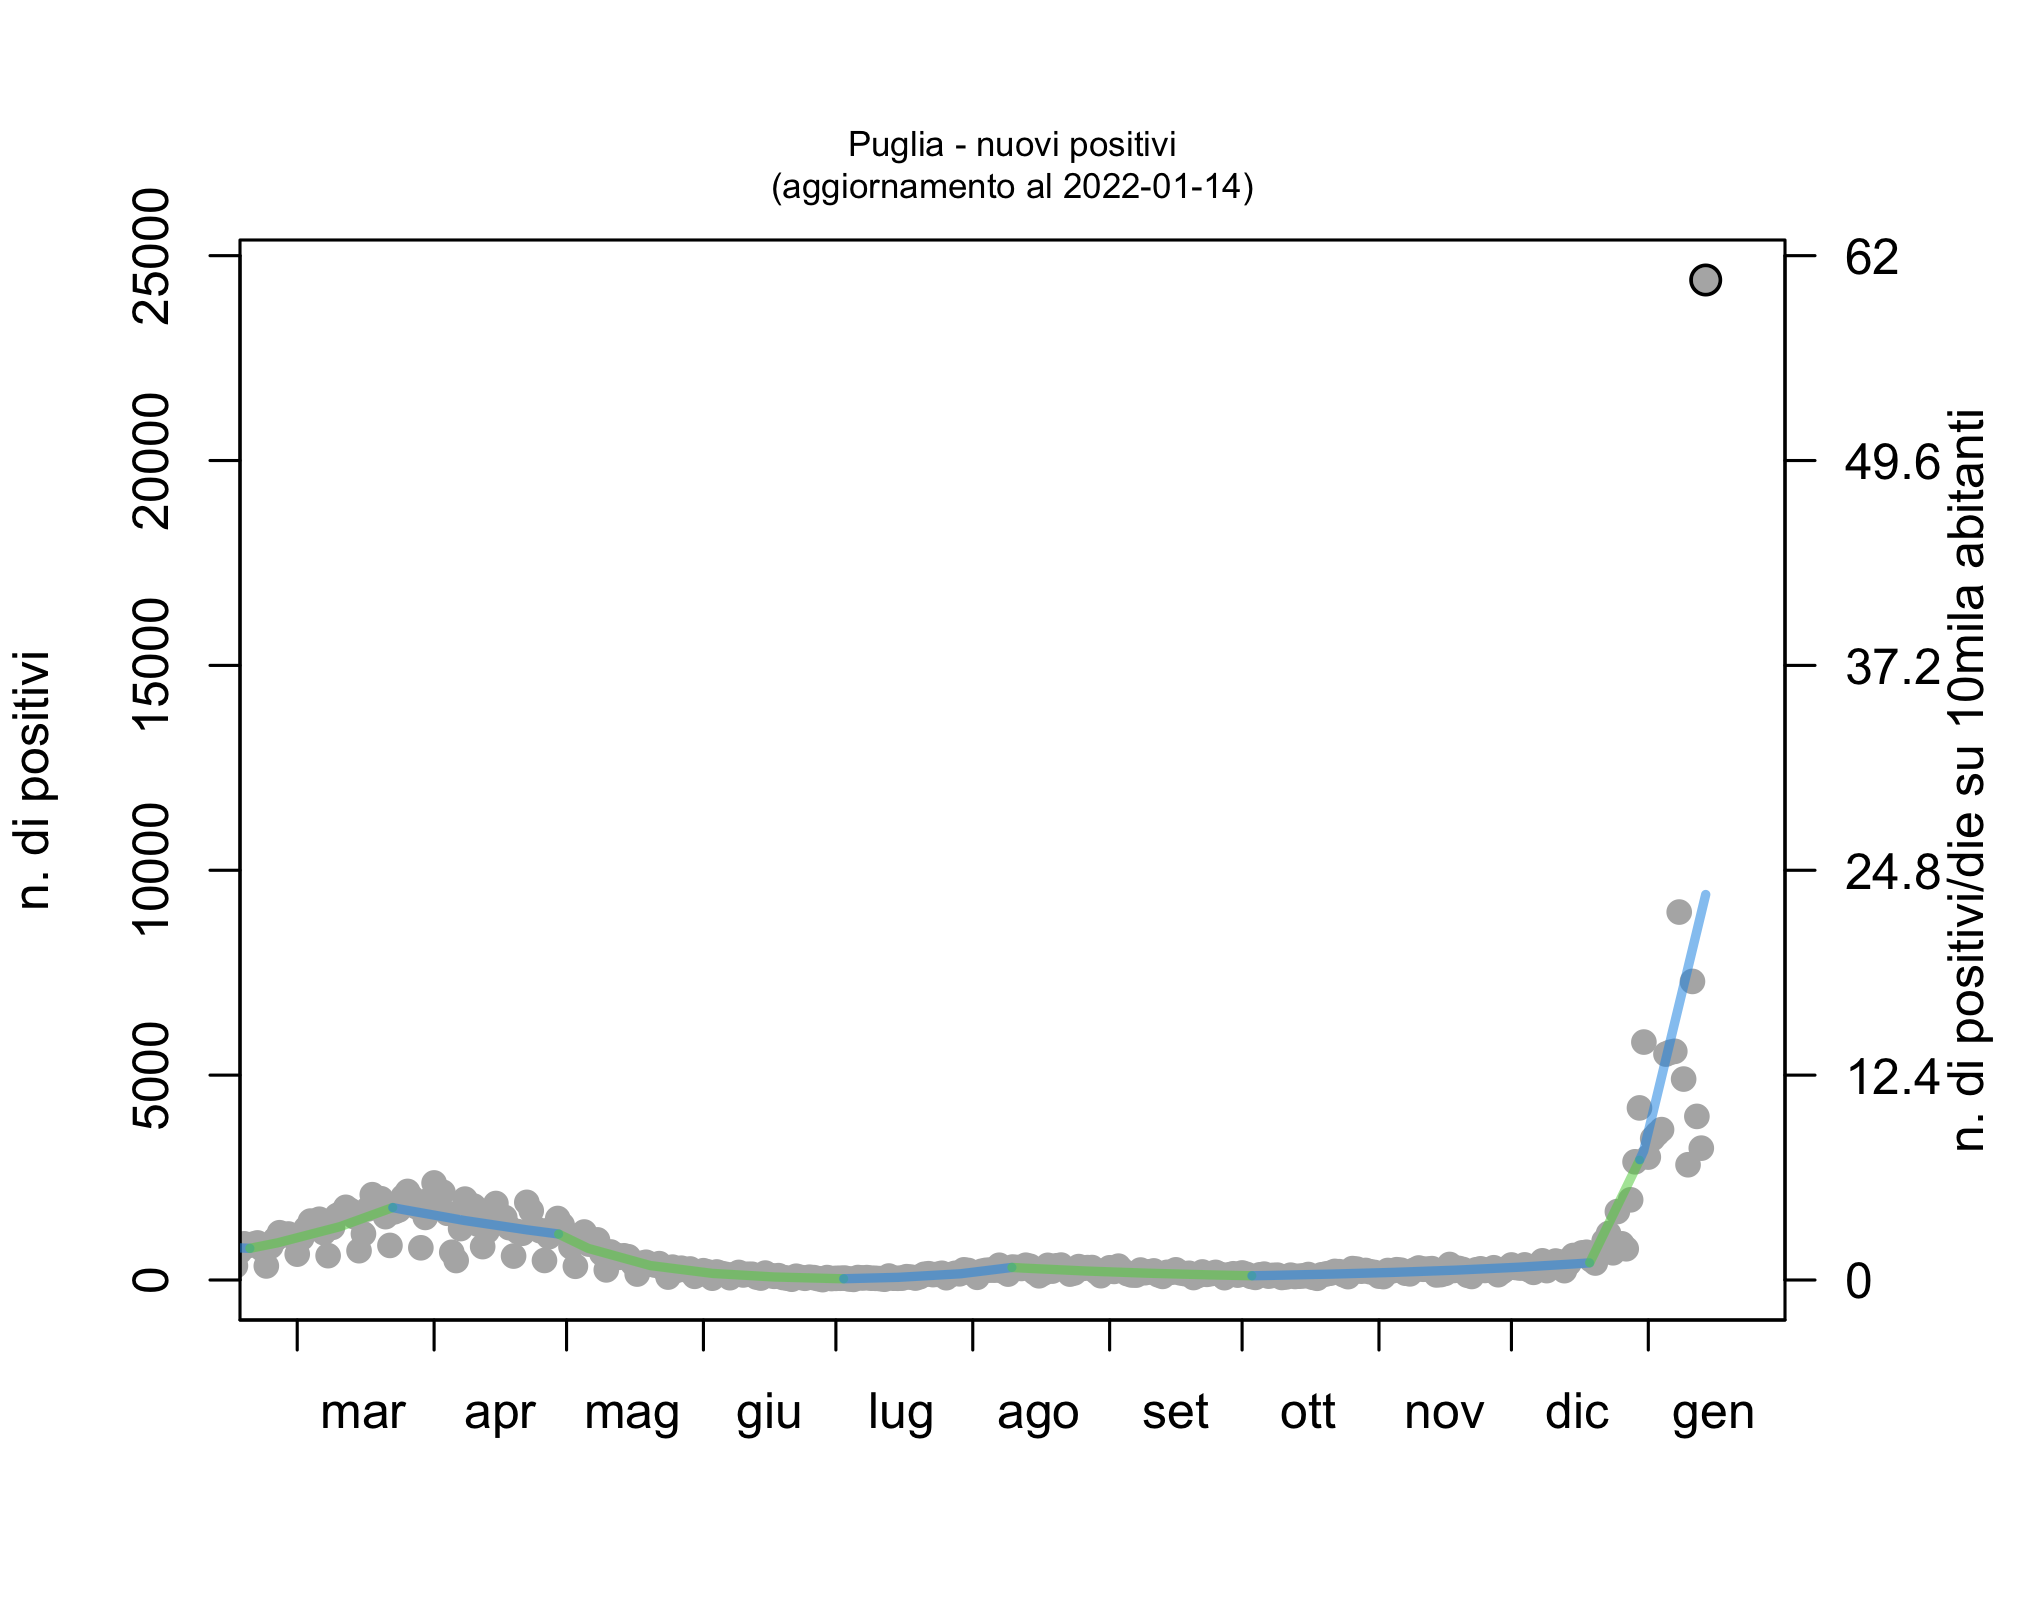 Puglia - nuovi positivi
(aggiornamento al 2022-01-14)
n. di positivi
25000
20000
15000
10000
5000
0
62
49.6
37.2
24.8
12.4
0
n. di positivi/die su 10mila abitanti
mar apr mag giu lug ago set ott nov dic gen